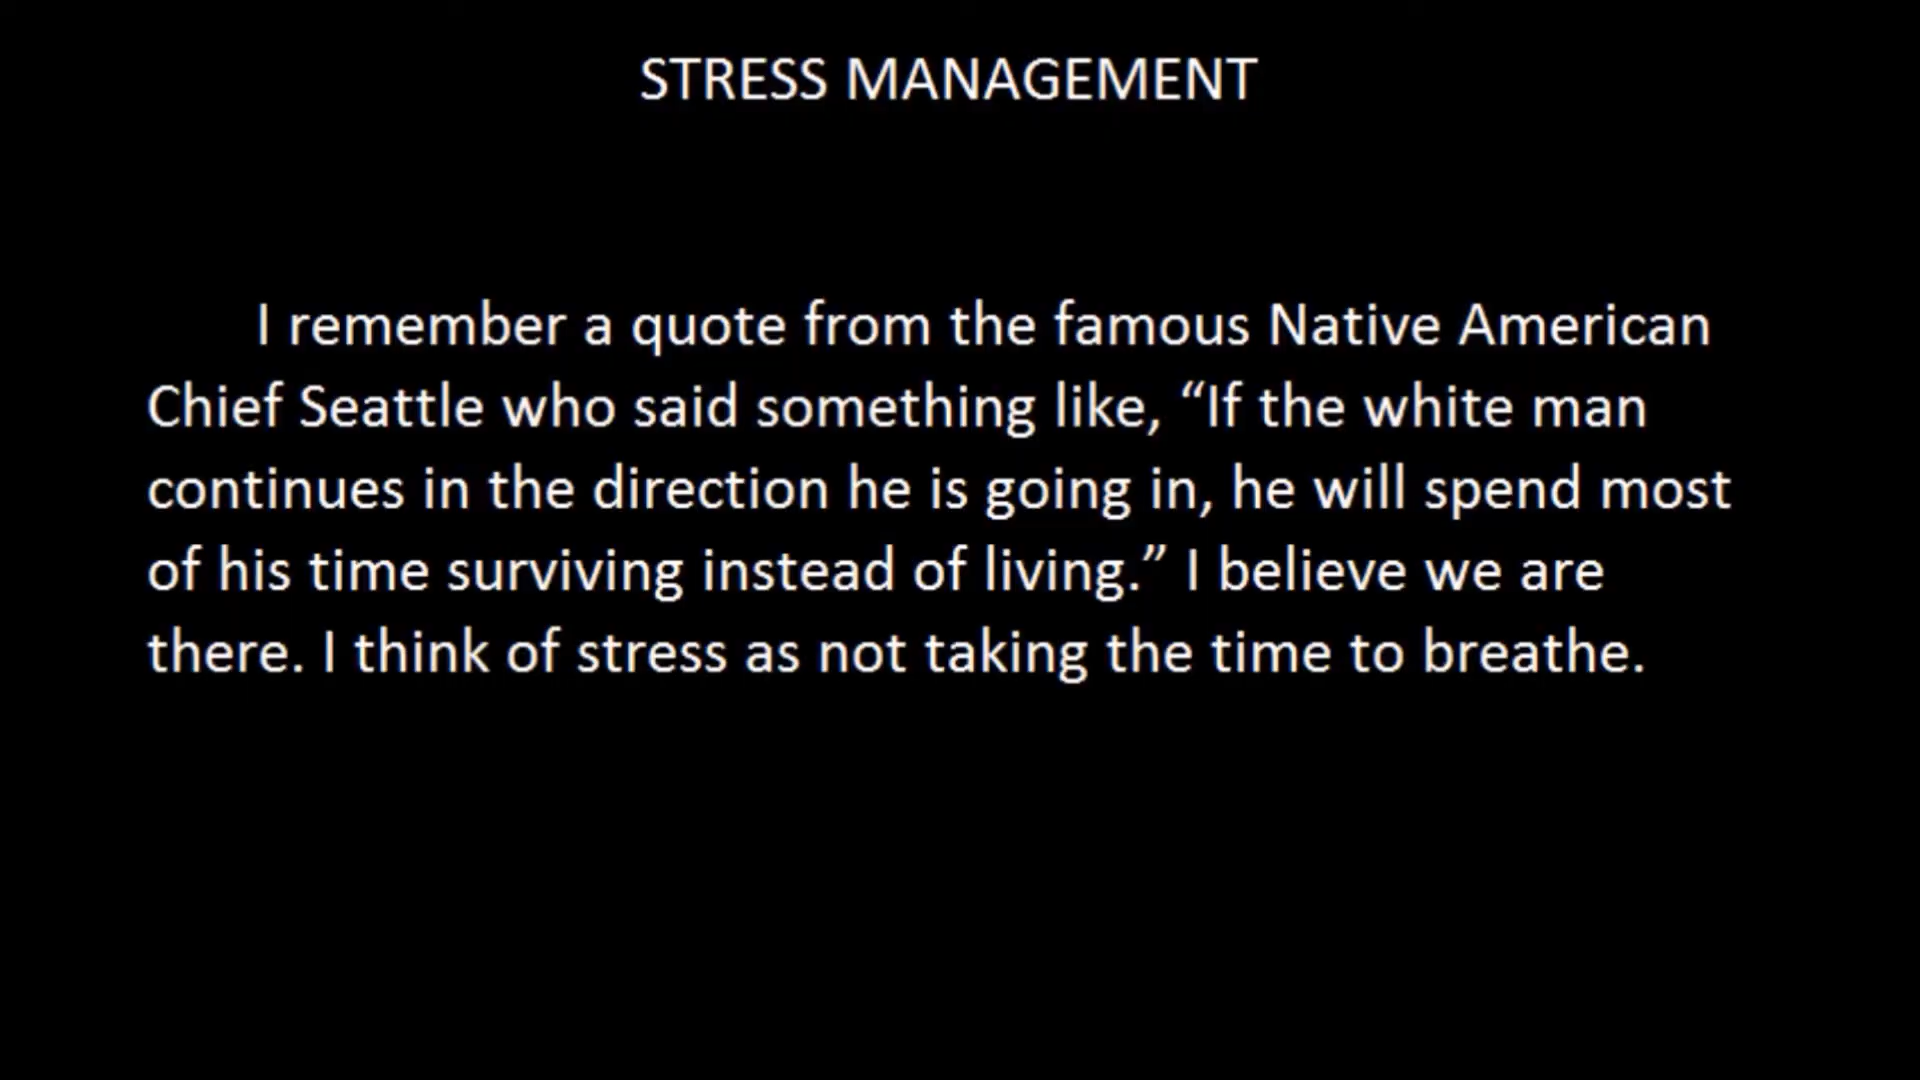 STRESS MANAGEMENT
I remember a quote from the famous Native American
Chief Seattle who said something like, “If the white man
continues in the direction he is going in, he will spend most
of his time surviving instead of living.” I believe we are
there. I think of stress as not taking the time to breathe.